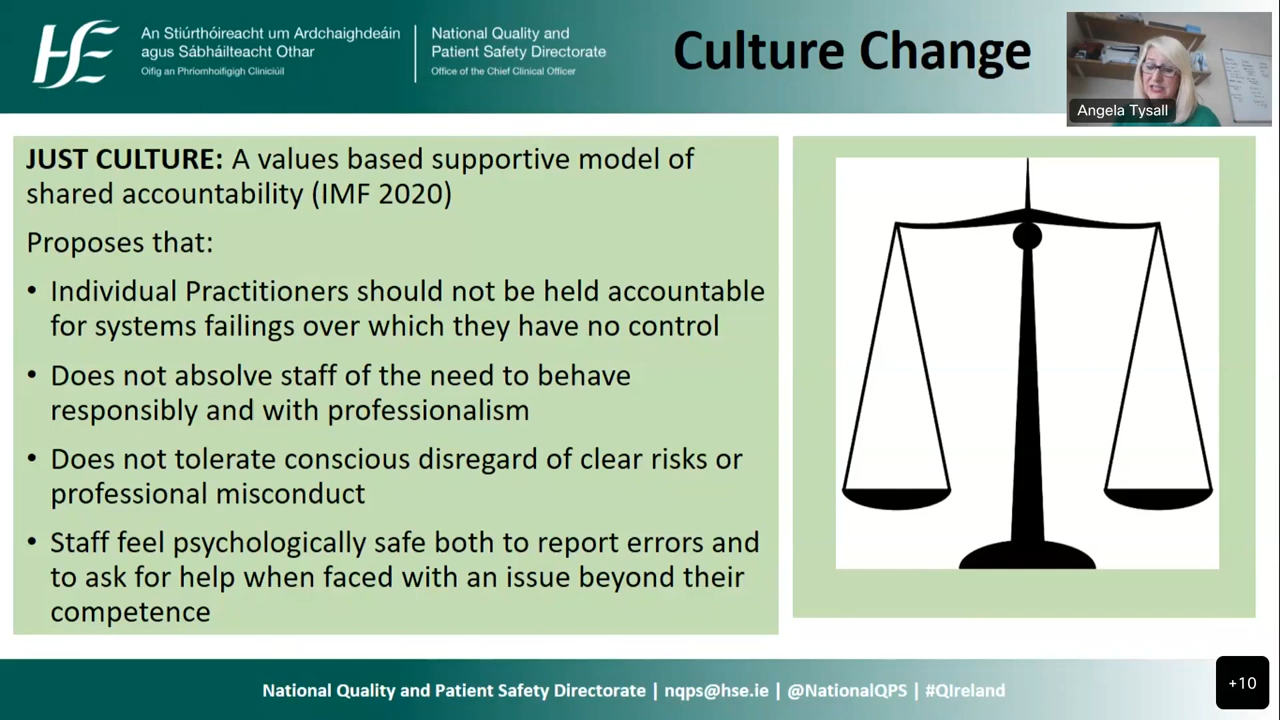 HSE
An Stiúrthóireacht um Ardchaighdeáin
agus Sábháilteacht Othar
Oifig an Phríomhoifigigh Cliniciúil
National Quality and
Patient Safety Directorate
Office of the Chief Clinical Officer
Culture Change
Angela Tysall
JUST CULTURE: A values based supportive model of
shared accountability (IMF 2020)
Proposes that:
• Individual Practitioners should not be held accountable
for systems failings over which they have no control
• Does not absolve staff of the need to behave
responsibly and with professionalism
• Does not tolerate conscious disregard of clear risks or
professional misconduct
• Staff feel psychologically safe both to report errors and
to ask for help when faced with an issue beyond their
competence
National Quality and Patient Safety Directorate | nqps@hse.ie | @NationalQPS | #QIreland
+10